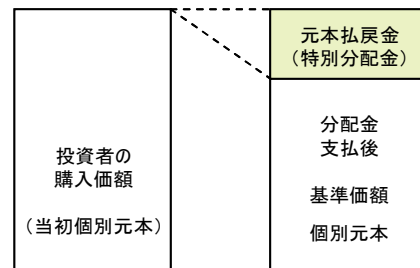 投資者の
購入価額
(当初個別元本)
元本払戻金
(特別分配金)
分配金
支払後
基準価額
個別元本